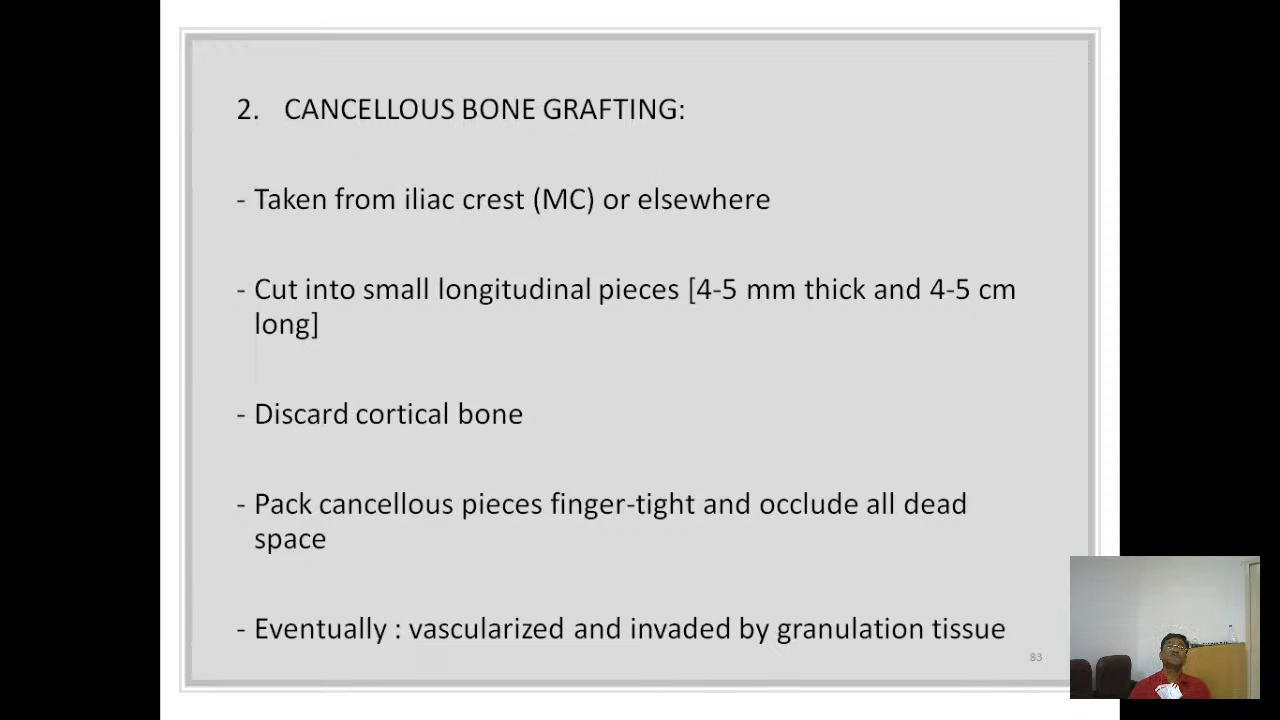 2. CANCELLOUS BONE GRAFTING:
- Taken from iliac crest (MC) or elsewhere
- Cut into small longitudinal pieces [4-5 mm thick and 4-5 cm
long]
- Discard cortical bone
- Pack cancellous pieces finger-tight and occlude all dead
space
- Eventually : vascularized and invaded by granulation tissue
83